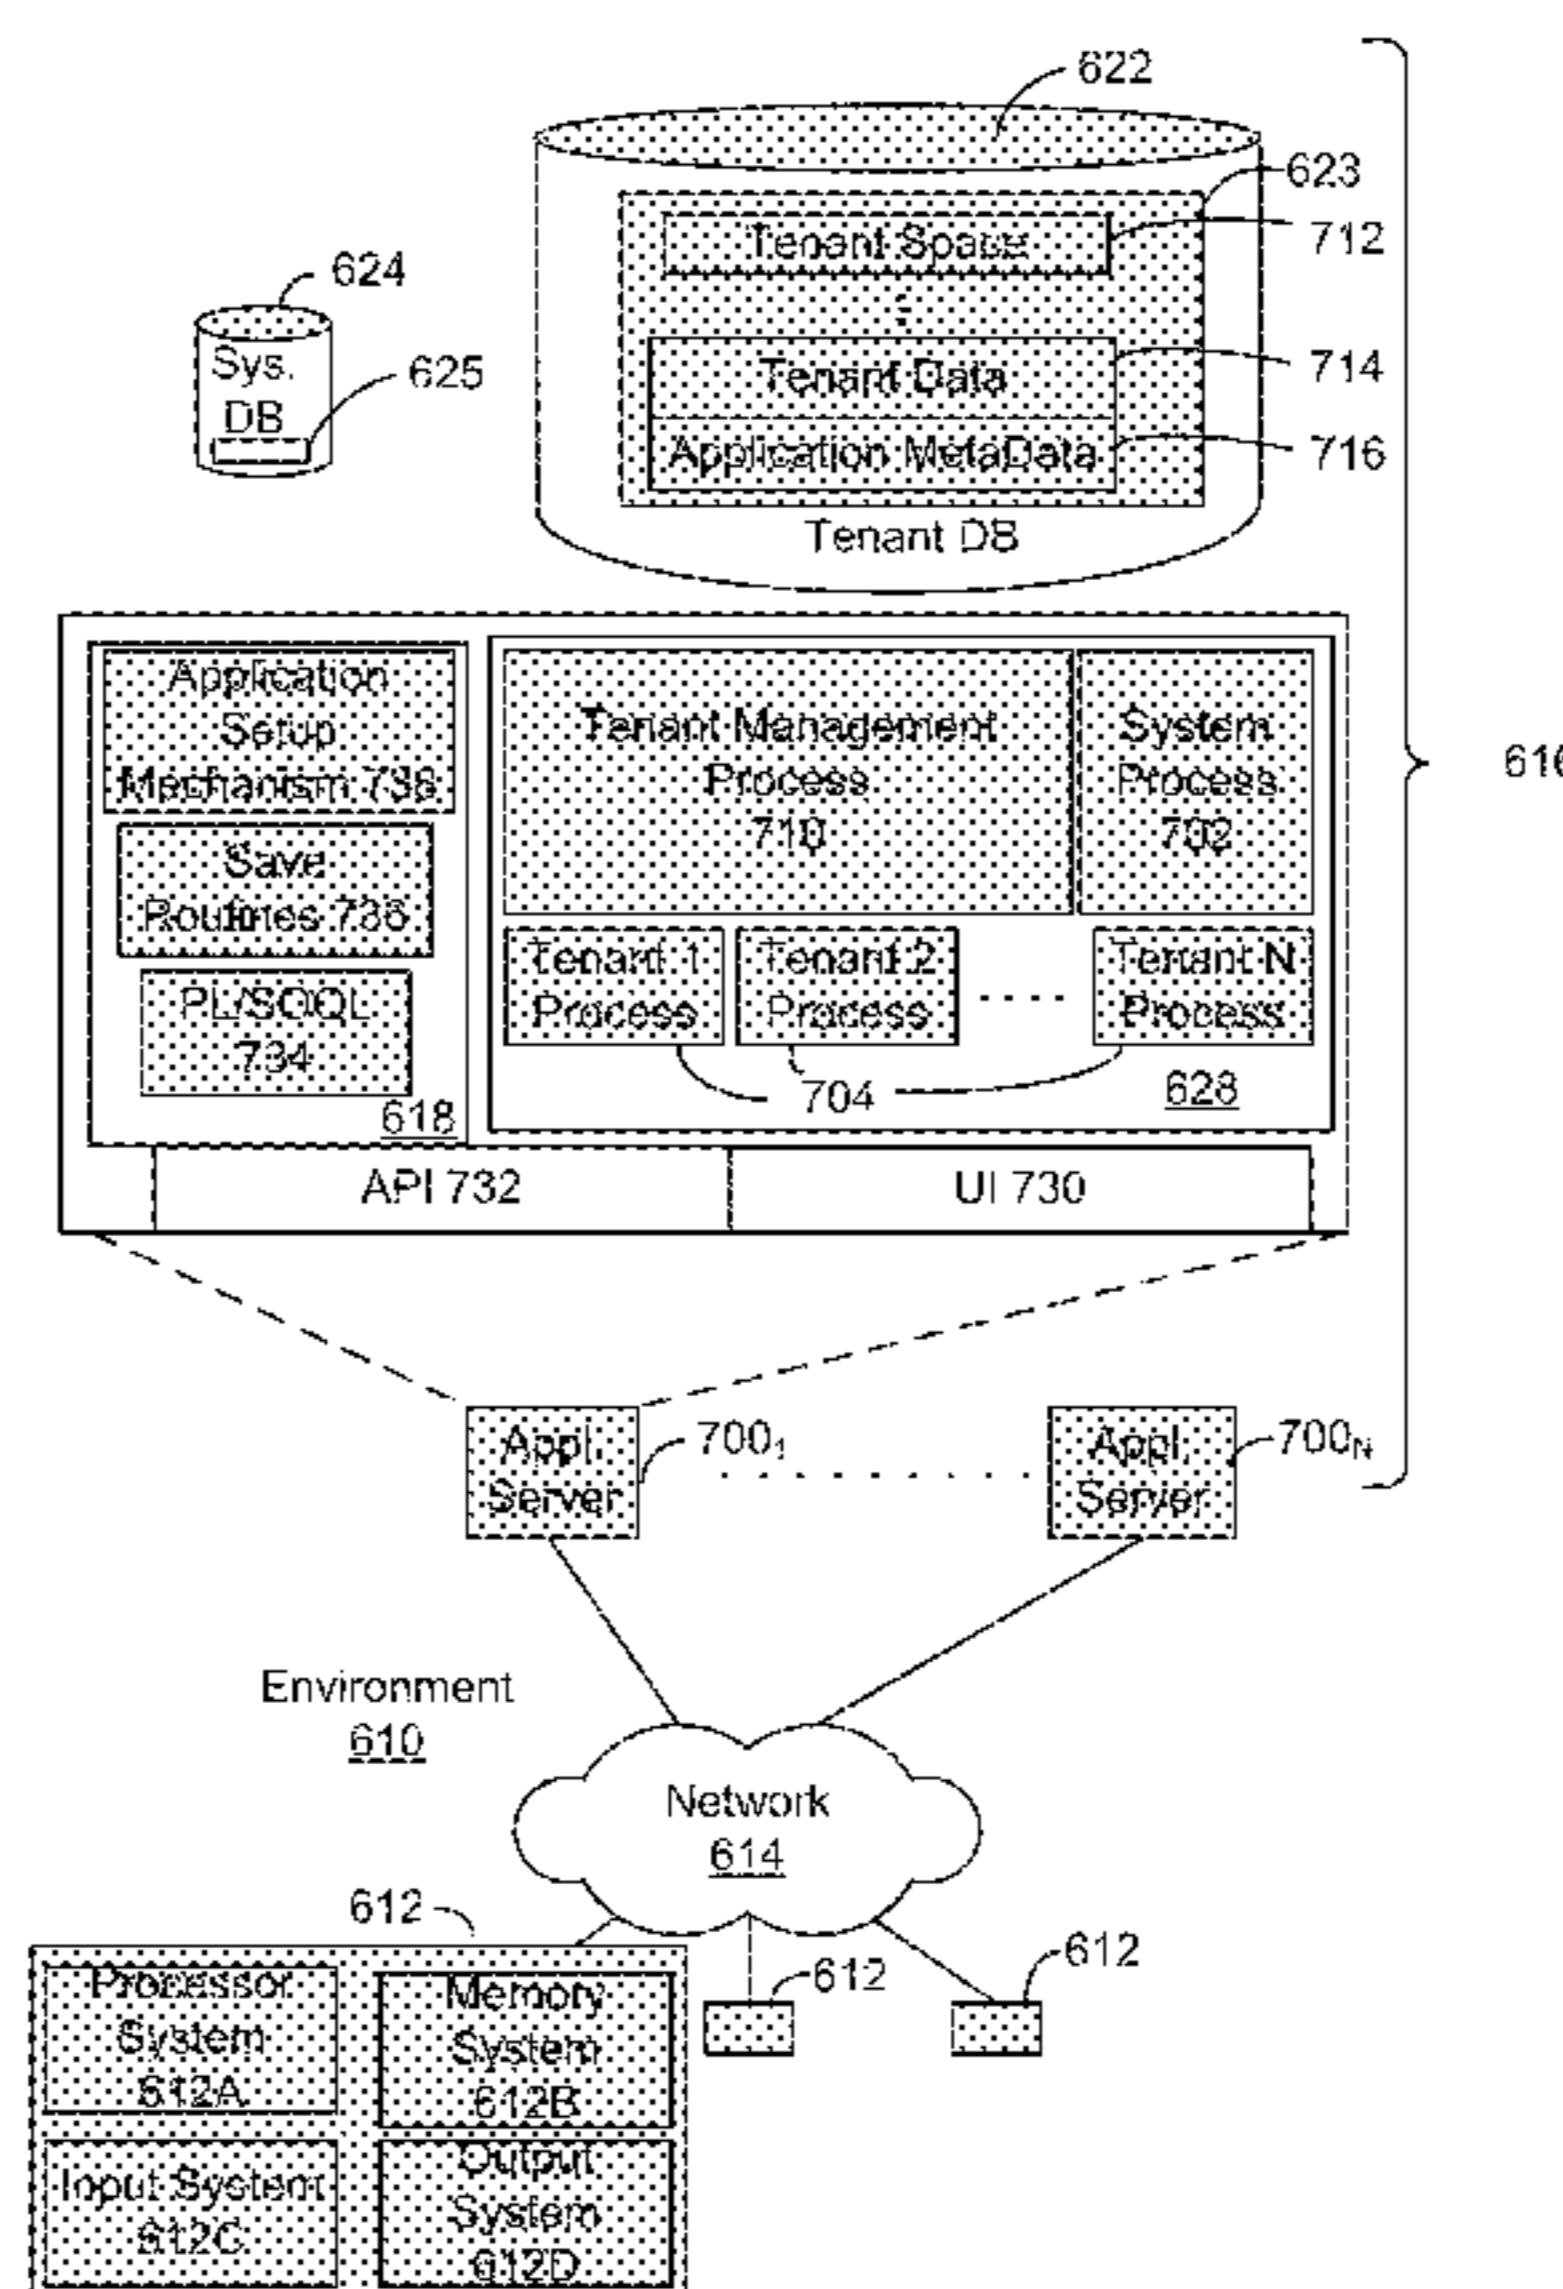 622
623
Tenant Space
712
624
Sys.
DB
625
Tenant Data
714
Application MetaData
716
Tenant DB
Application
Setup
Mechanism 738
Save
Routines 736
PL/SOQL
734
618
Tenant Management
Process
710
System
Process
702
Tenant 1
Process
Tenant 2
Process
Tenant N
Process
704
628
API 732
UI 730
616
Appl.
Server
700₁
Appl.
Server
700N
Environment
610
Network
614
612
612
612
Processor
System
612A
Memory
System
612B
Input System
612C
Output
System
612D